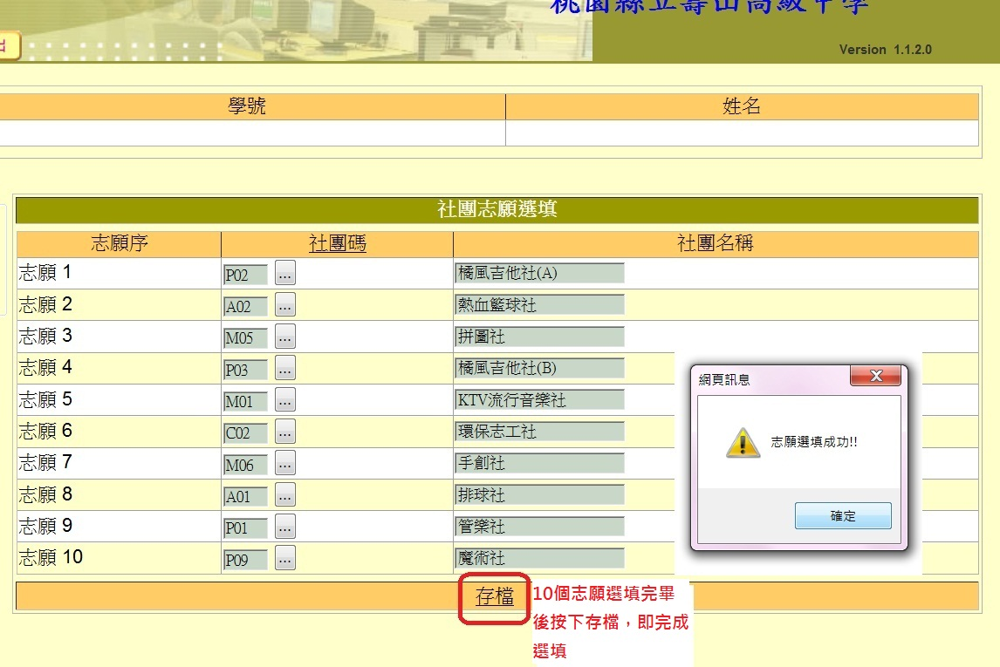 桃園縣立壽山高級中學
出
Version 1.1.2.0
學號 姓名
社團志願選填
志願序 社團碼 社團名稱
志願 1 P02 ... 橘風吉他社(A)
志願 2 A02 ... 熱血籃球社
志願 3 M05 ... 拼圖社
志願 4 P03 ... 橘風吉他社(B)
志願 5 M01 ... KTV流行音樂社
志願 6 C02 ... 環保志工社
志願 7 M06 ... 手創社
志願 8 A01 ... 排球社
志願 9 P01 ... 管樂社
志願 10 P09 ... 魔術社
網頁訊息
志願選填成功!!
確定
存檔
10個志願選填完畢
後按下存檔，即完成
選填